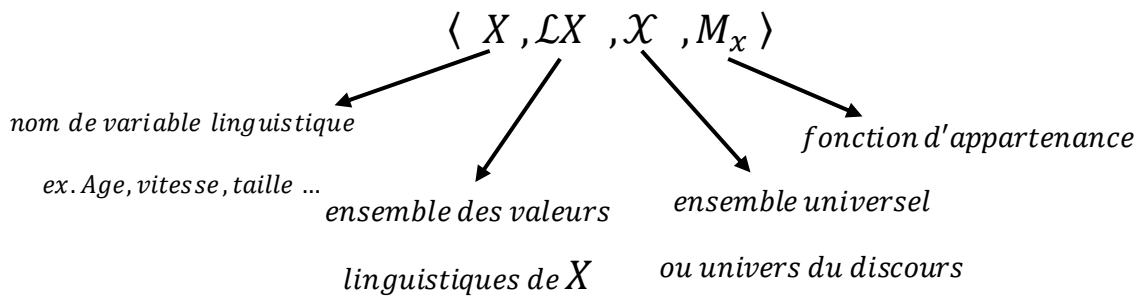 ⟨ X , ℒX , 𝒳 , Mₓ ⟩
nom de variable linguistique
ex. Age, vitesse, taille …
ensemble des valeurs
linguistiques de X
ensemble universel
ou univers du discours
fonction d'appartenance